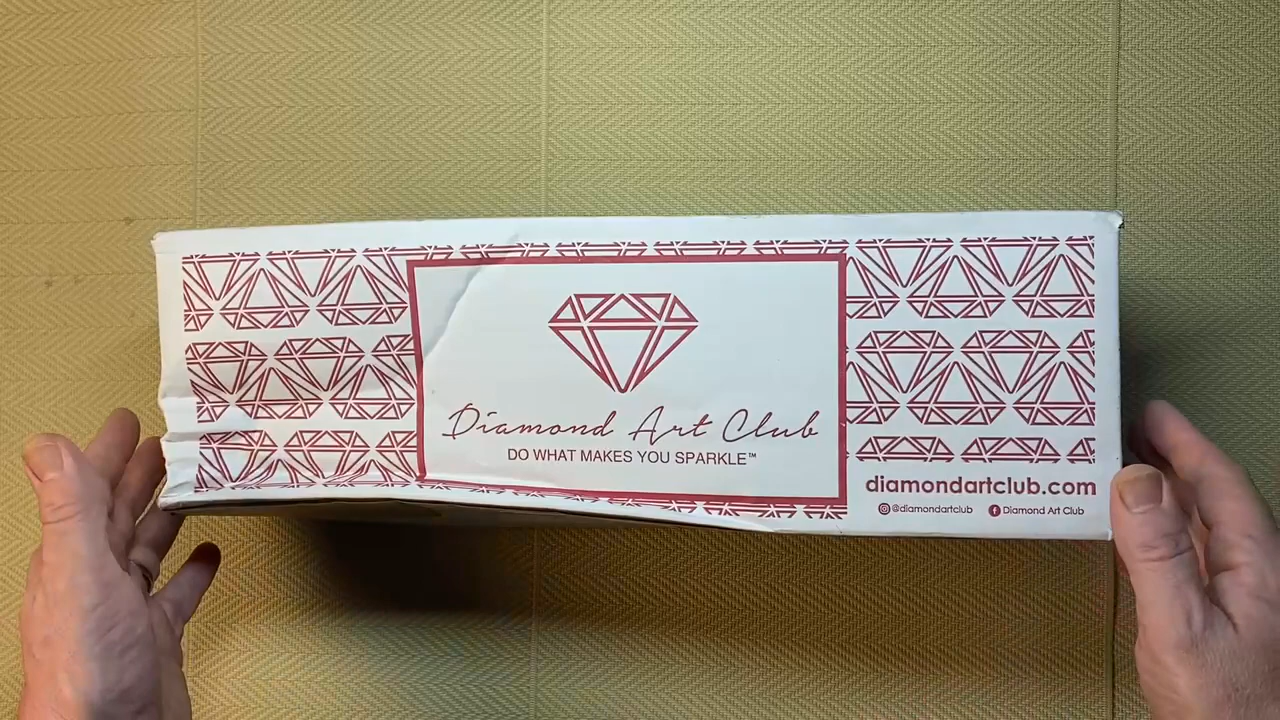 Diamond Art Club
DO WHAT MAKES YOU SPARKLE™
diamondartclub.com
@diamondartclub Diamond Art Club